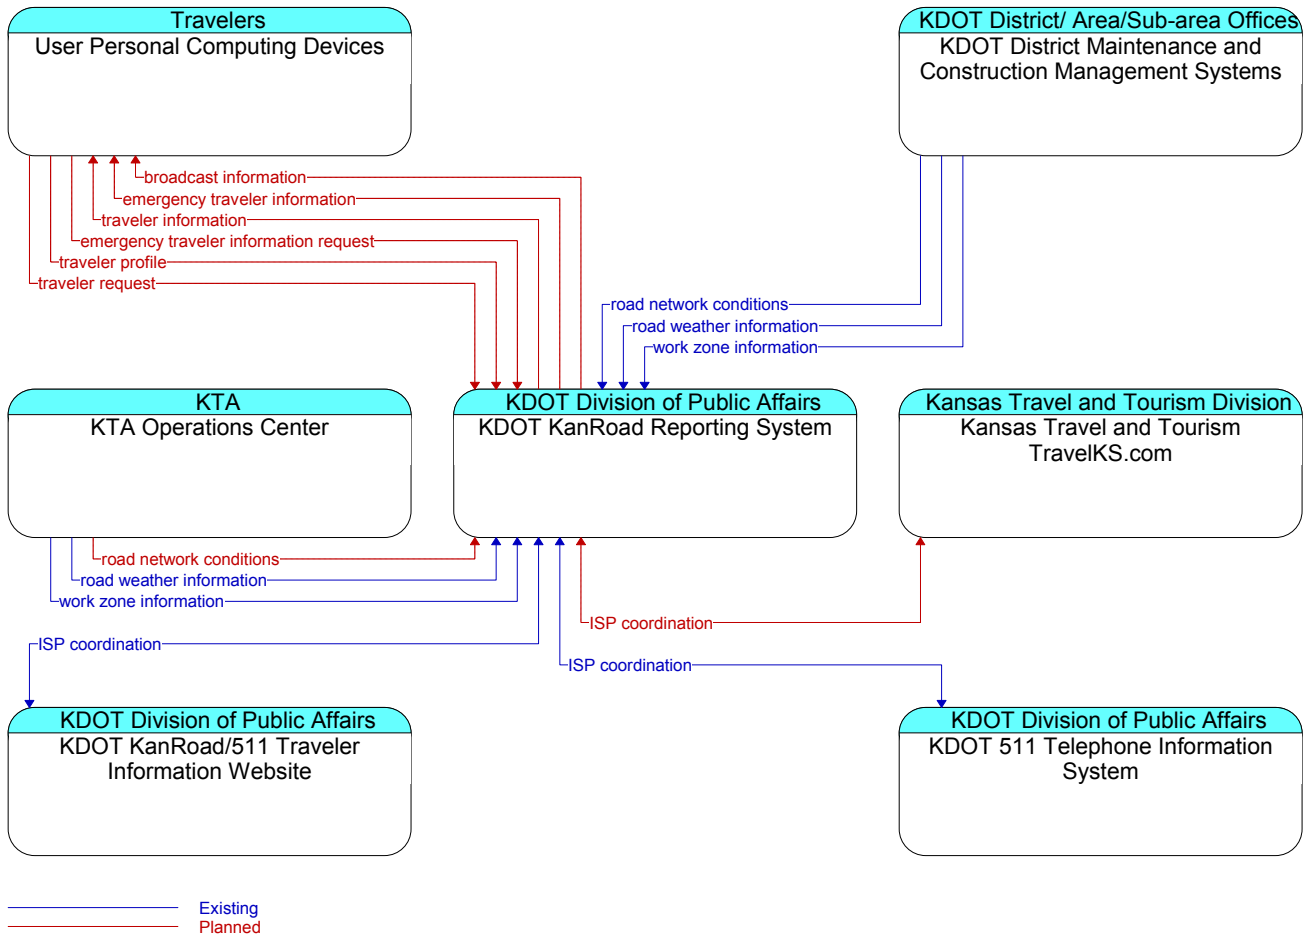 Travelers
User Personal Computing Devices
KDOT District/ Area/Sub-area Offices
KDOT District Maintenance and
Construction Management Systems
broadcast information
emergency traveler information
traveler information
emergency traveler information request
traveler profile
traveler request
road network conditions
road weather information
work zone information
KTA
KTA Operations Center
KDOT Division of Public Affairs
KDOT KanRoad Reporting System
Kansas Travel and Tourism Division
Kansas Travel and Tourism
TravelKS.com
road network conditions
road weather information
work zone information
ISP coordination
ISP coordination
ISP coordination
KDOT Division of Public Affairs
KDOT KanRoad/511 Traveler
Information Website
KDOT Division of Public Affairs
KDOT 511 Telephone Information
System
Existing
Planned